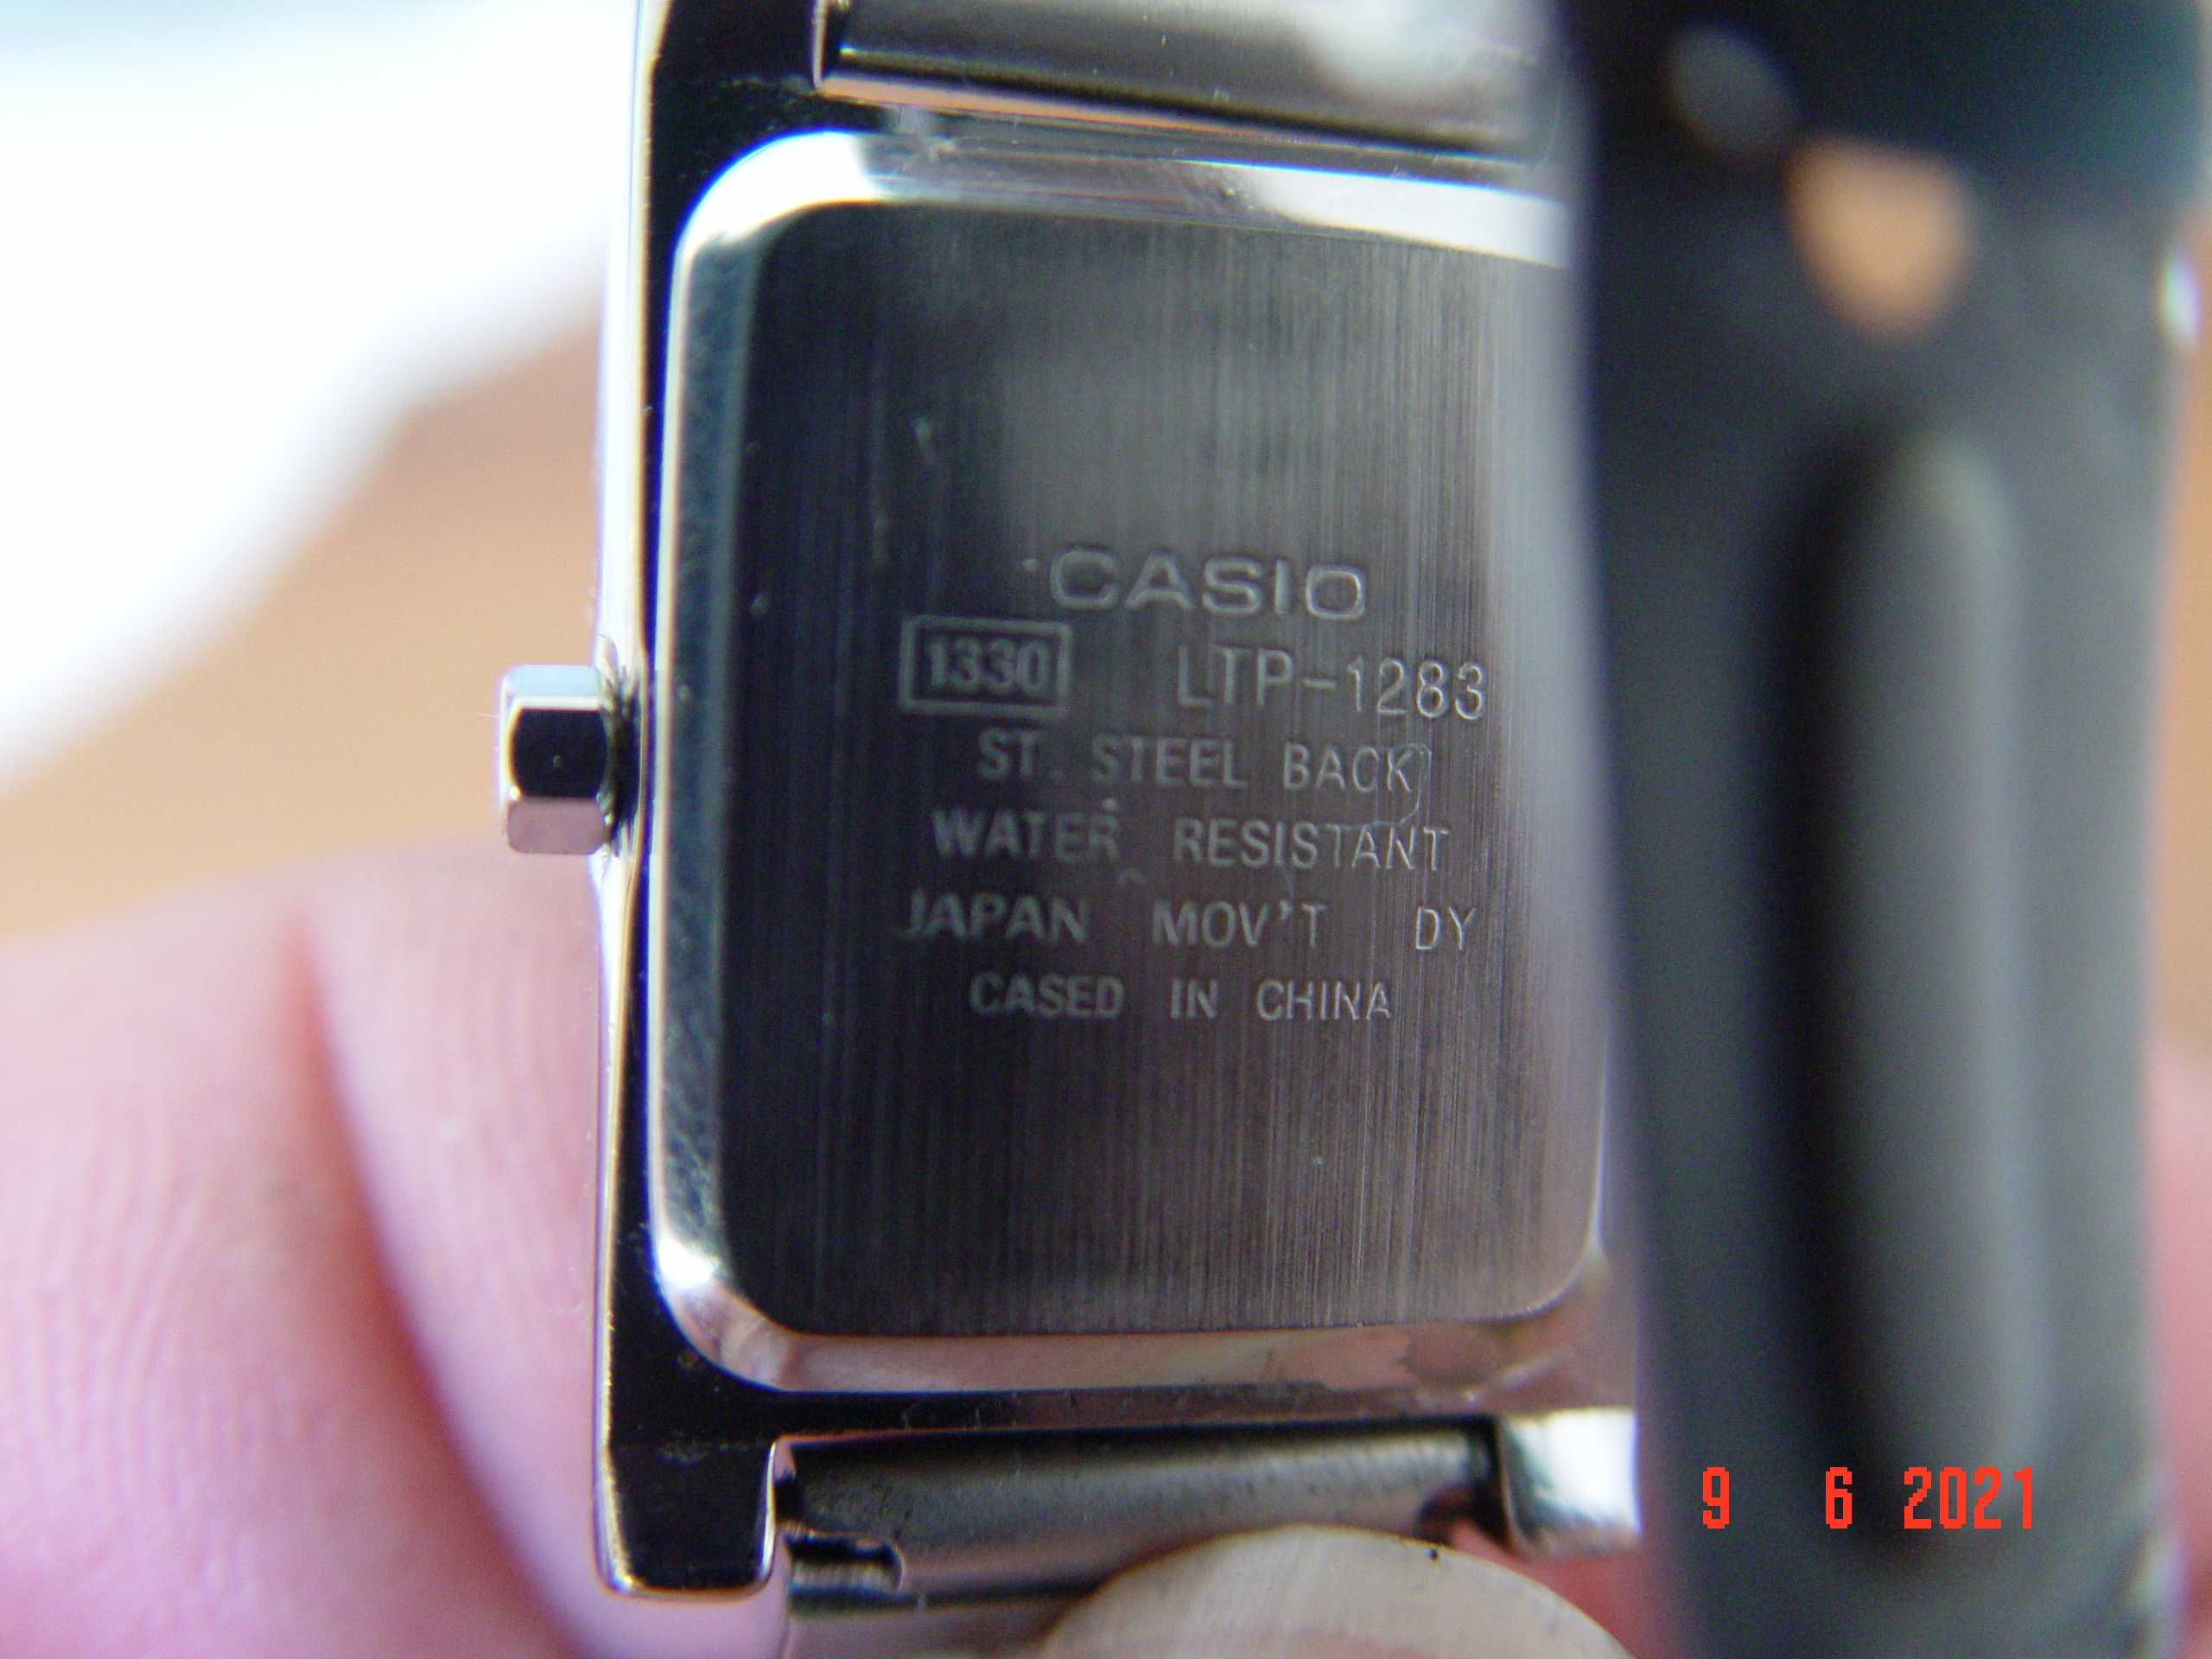 CASIO
1330 LTP-1283
ST. STEEL BACK
WATER RESISTANT
JAPAN MOV'T DY
CASED IN CHINA
9 6 2021